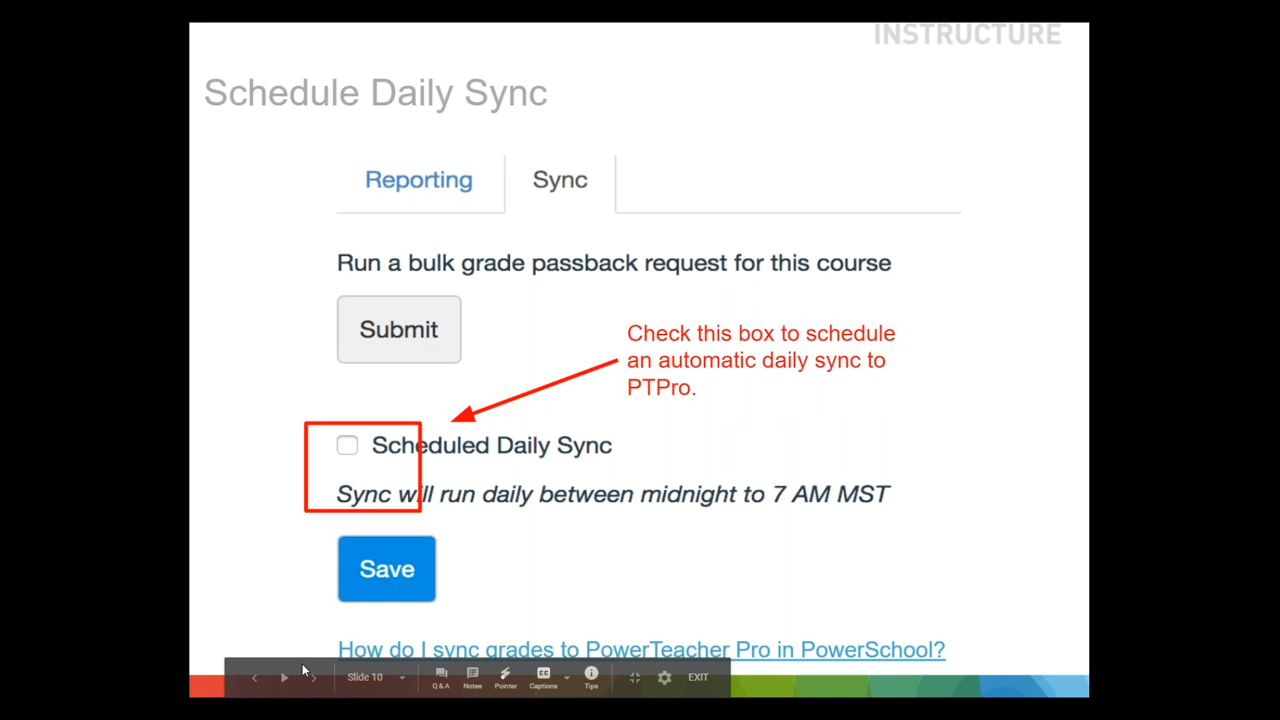 INSTRUCTURE
Schedule Daily Sync
Reporting Sync
Run a bulk grade passback request for this course
Submit
Check this box to schedule
an automatic daily sync to
PTPro.
Scheduled Daily Sync
Sync will run daily between midnight to 7 AM MST
Save
How do I sync grades to PowerTeacher Pro in PowerSchool?
Slide 10
Q & A Notes Pointer CC Captions Tips EXIT